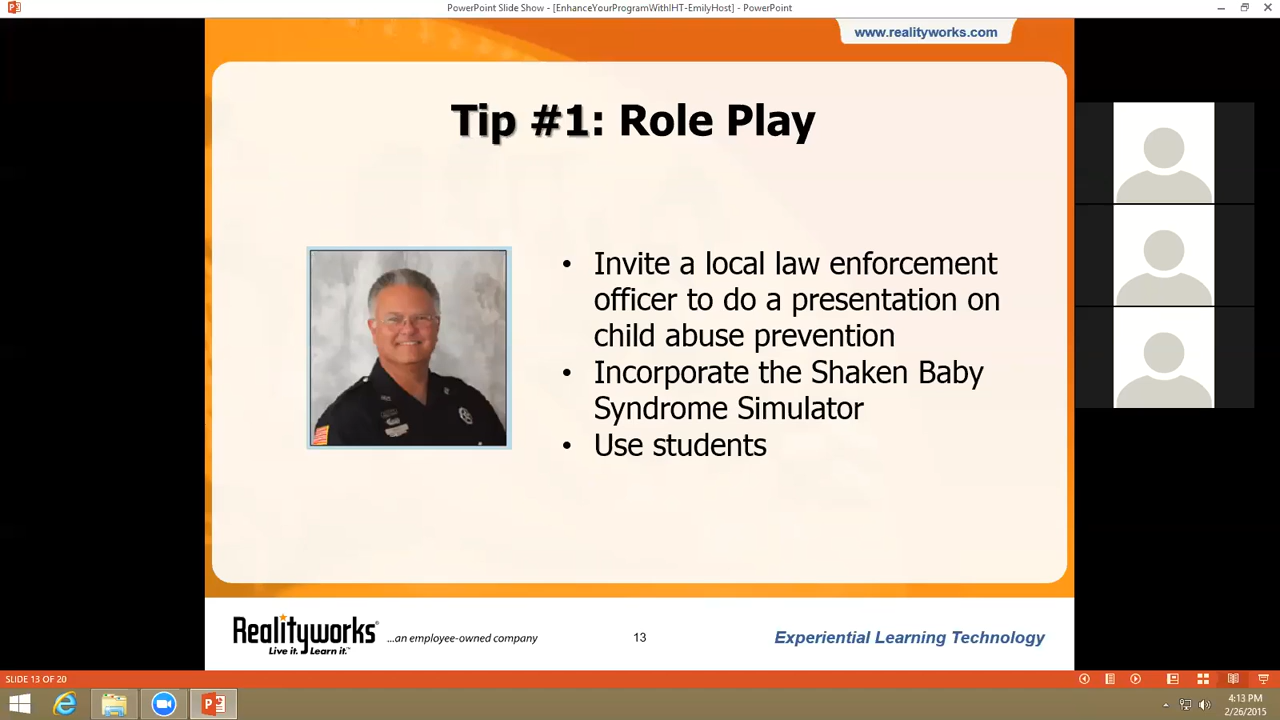 PowerPoint Slide Show - [EnhanceYourProgramWithIHT-EmilyHost] - PowerPoint
www.realityworks.com
Tip #1: Role Play
• Invite a local law enforcement
officer to do a presentation on
child abuse prevention
• Incorporate the Shaken Baby
Syndrome Simulator
• Use students
Realityworks
Live it. Learn it.™
...an employee-owned company
13
Experiential Learning Technology
SLIDE 13 OF 20
4:13 PM
2/26/2015